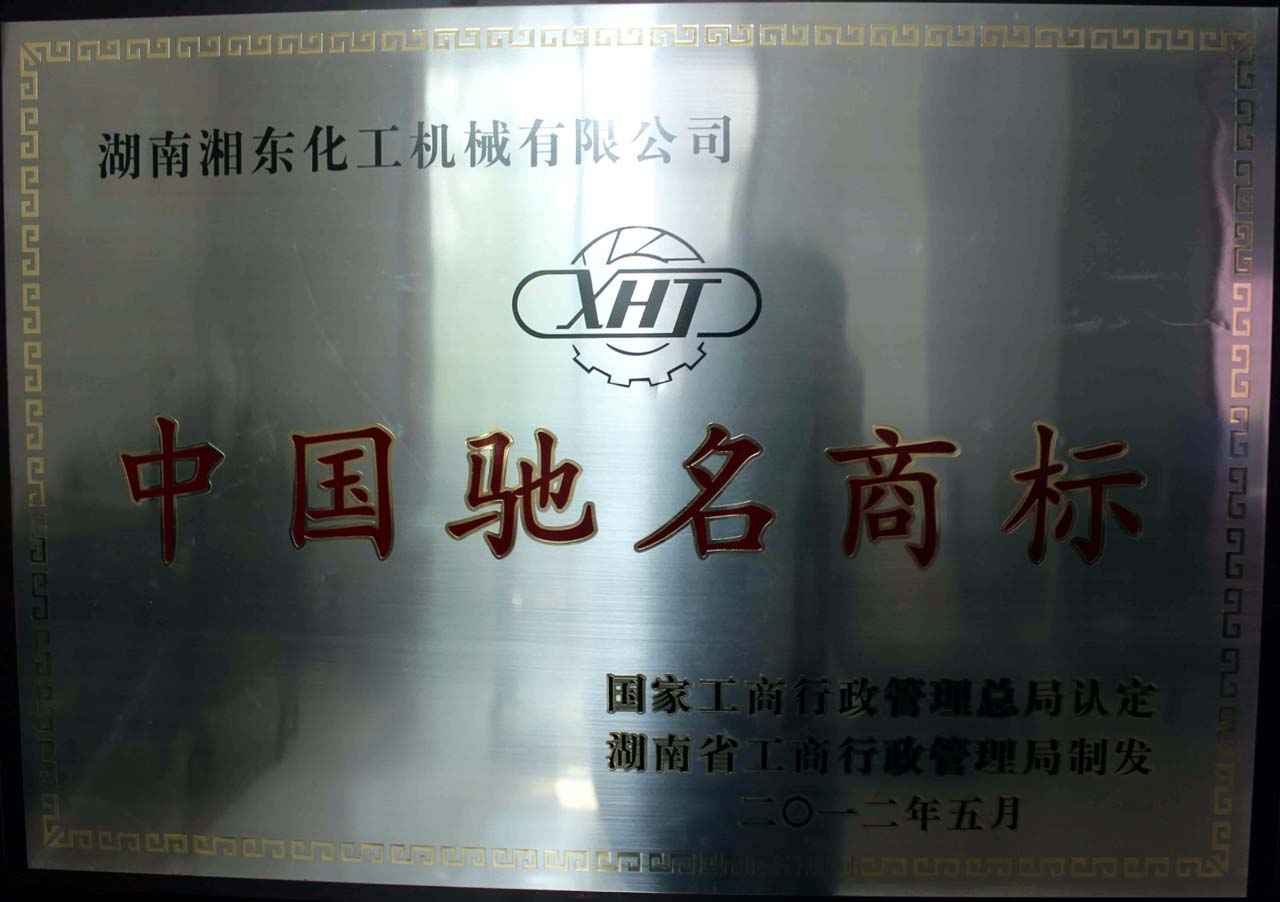 湖南湘东化工机械有限公司
XHT
中国驰名商标
国家工商行政管理总局认定
湖南省工商行政管理局制发
二〇一二年五月